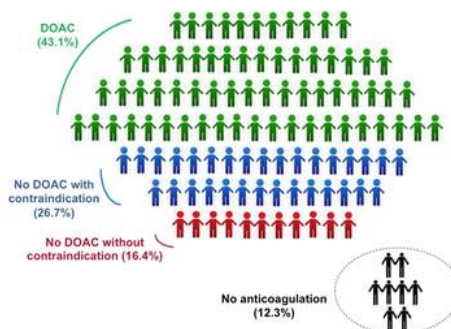 DOAC
(43.1%)
No DOAC with
contraindication
(26.7%)
No DOAC without
contraindication (16.4%)
No anticoagulation
(12.3%)